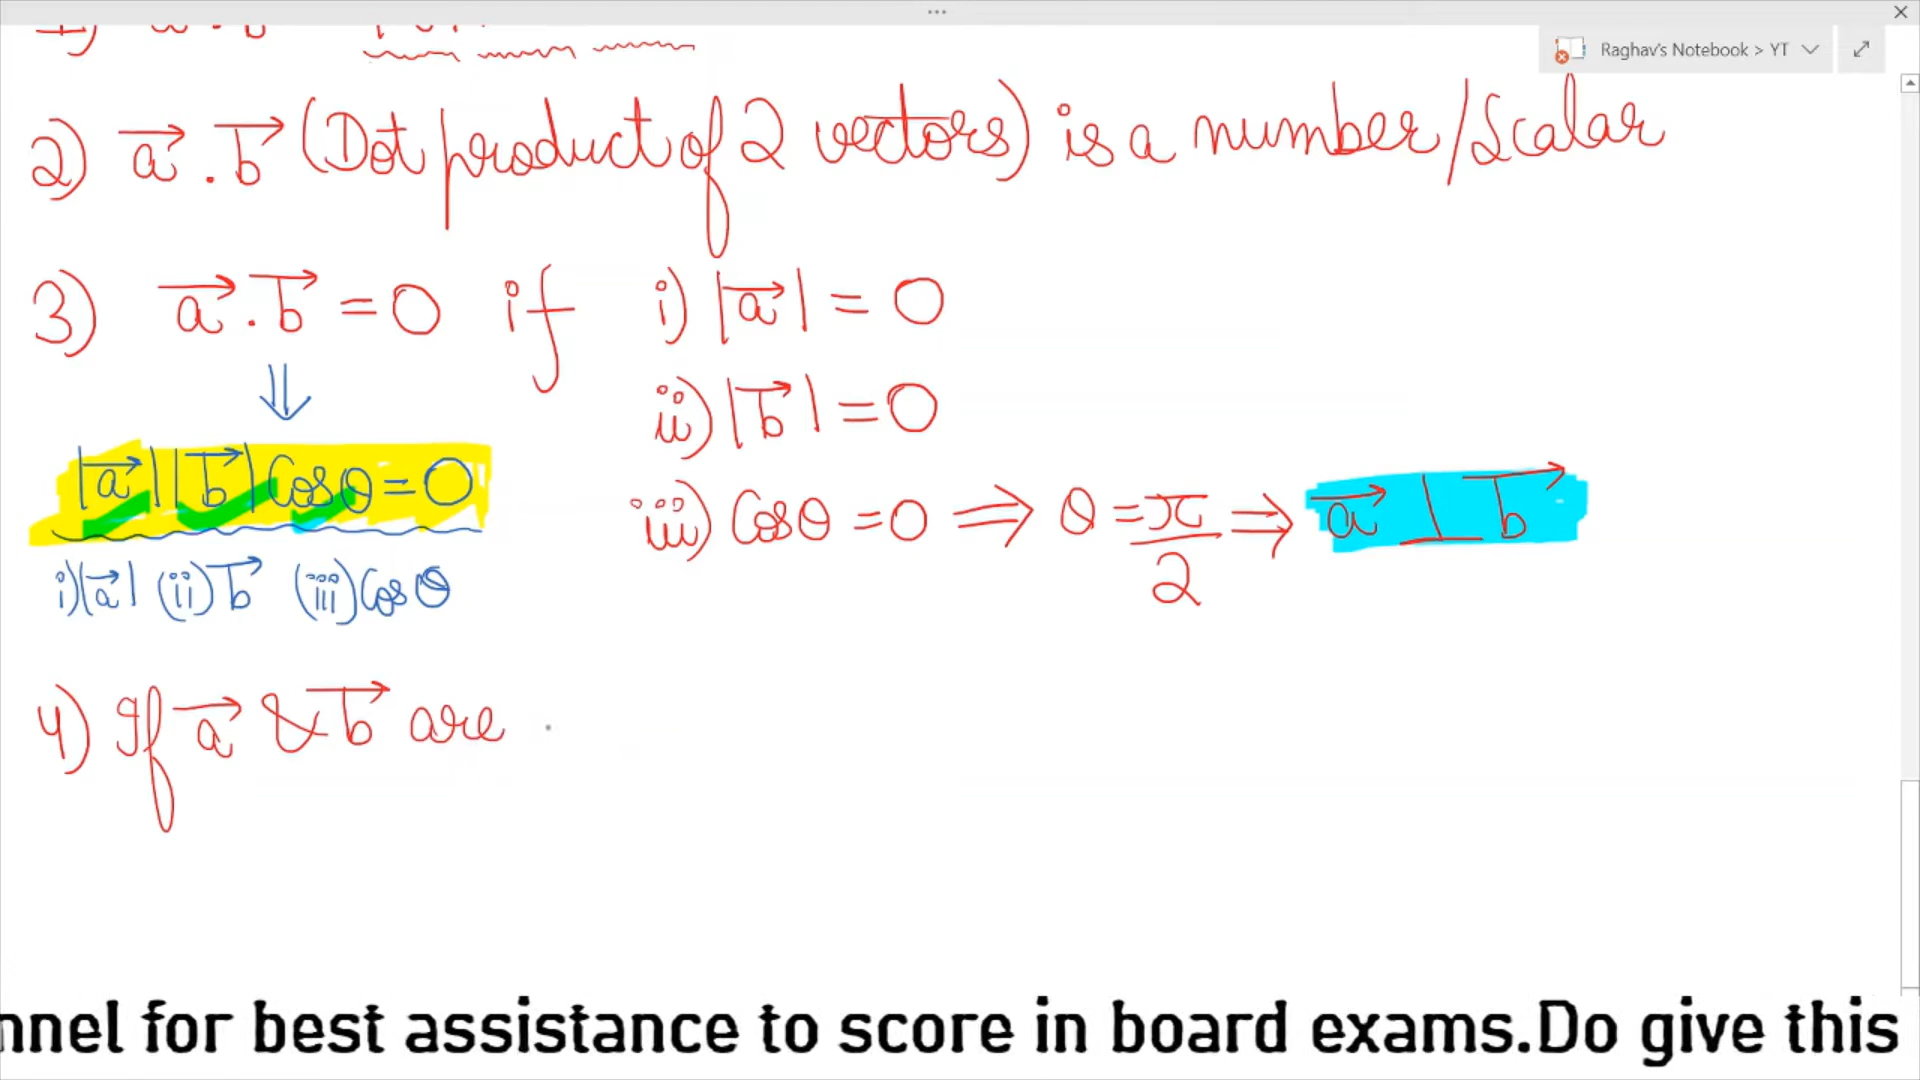 Raghav's Notebook > YT
2) a⃗ . b⃗ (Dot product of 2 vectors) is a number/Scalar
3) a⃗ . b⃗ = 0 if i) |a⃗| = 0
ii) |b⃗| = 0
|a⃗| |b⃗| Cos θ = 0
iii) Cos θ = 0 ⇒ θ = π/2 ⇒ a⃗ ⊥ b⃗
i) |a⃗| (ii) b⃗ (iii) Cos θ
4) If a⃗ & b⃗ are
nnel for best assistance to score in board exams.Do give this